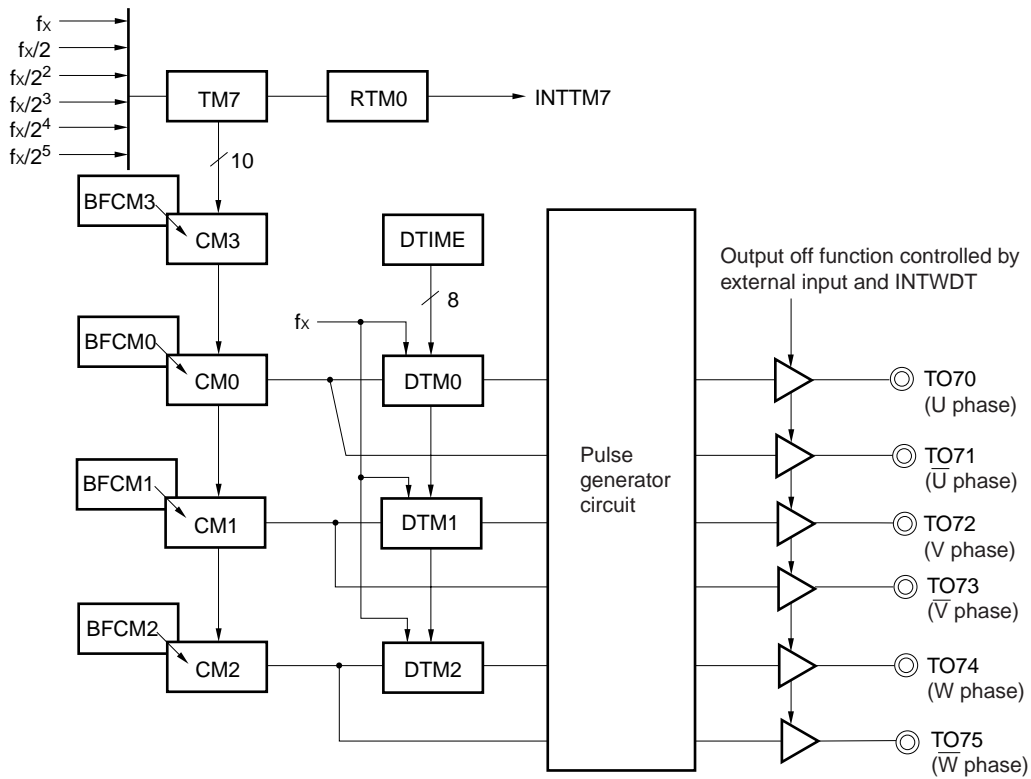 fX
fX/2
fX/2²
fX/2³
fX/2⁴
fX/2⁵
TM7
RTM0
INTTM7
10
BFCM3
CM3
DTIME
8
fX
Output off function controlled by
external input and INTWDT
BFCM0
CM0
DTM0
TO70
(U phase)
TO71
(U̅ phase)
BFCM1
CM1
DTM1
Pulse
generator
circuit
TO72
(V phase)
TO73
(V̅ phase)
BFCM2
CM2
DTM2
TO74
(W phase)
TO75
(W̅ phase)